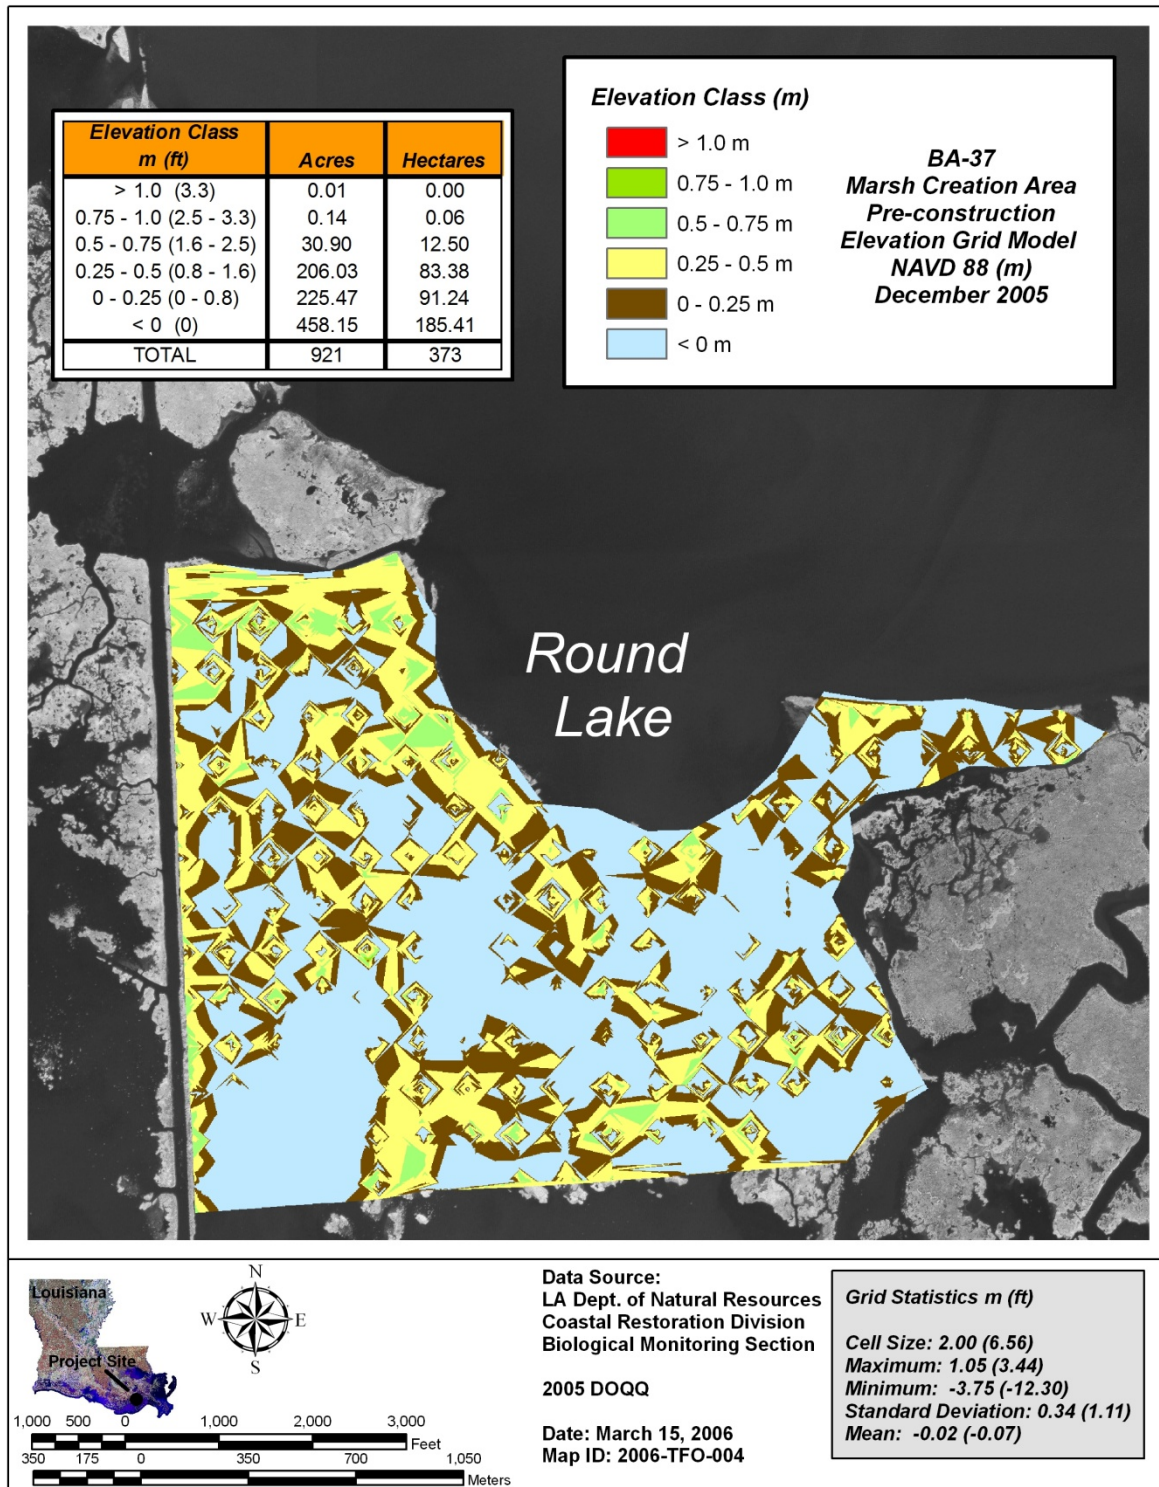 Elevation Class
m (ft) Acres Hectares
> 1.0 (3.3) 0.01 0.00
0.75 - 1.0 (2.5 - 3.3) 0.14 0.06
0.5 - 0.75 (1.6 - 2.5) 30.90 12.50
0.25 - 0.5 (0.8 - 1.6) 206.03 83.38
0 - 0.25 (0 - 0.8) 225.47 91.24
< 0 (0) 458.15 185.41
TOTAL 921 373
Elevation Class (m)
> 1.0 m
0.75 - 1.0 m
0.5 - 0.75 m
0.25 - 0.5 m
0 - 0.25 m
< 0 m
BA-37
Marsh Creation Area
Pre-construction
Elevation Grid Model
NAVD 88 (m)
December 2005
Round
Lake
Louisiana
Project Site
N
W E
S
1,000 500 0 1,000 2,000 3,000
Feet
350 175 0 350 700 1,050
Meters
Data Source:
LA Dept. of Natural Resources
Coastal Restoration Division
Biological Monitoring Section
2005 DOQQ
Date: March 15, 2006
Map ID: 2006-TFO-004
Grid Statistics m (ft)
Cell Size: 2.00 (6.56)
Maximum: 1.05 (3.44)
Minimum: -3.75 (-12.30)
Standard Deviation: 0.34 (1.11)
Mean: -0.02 (-0.07)